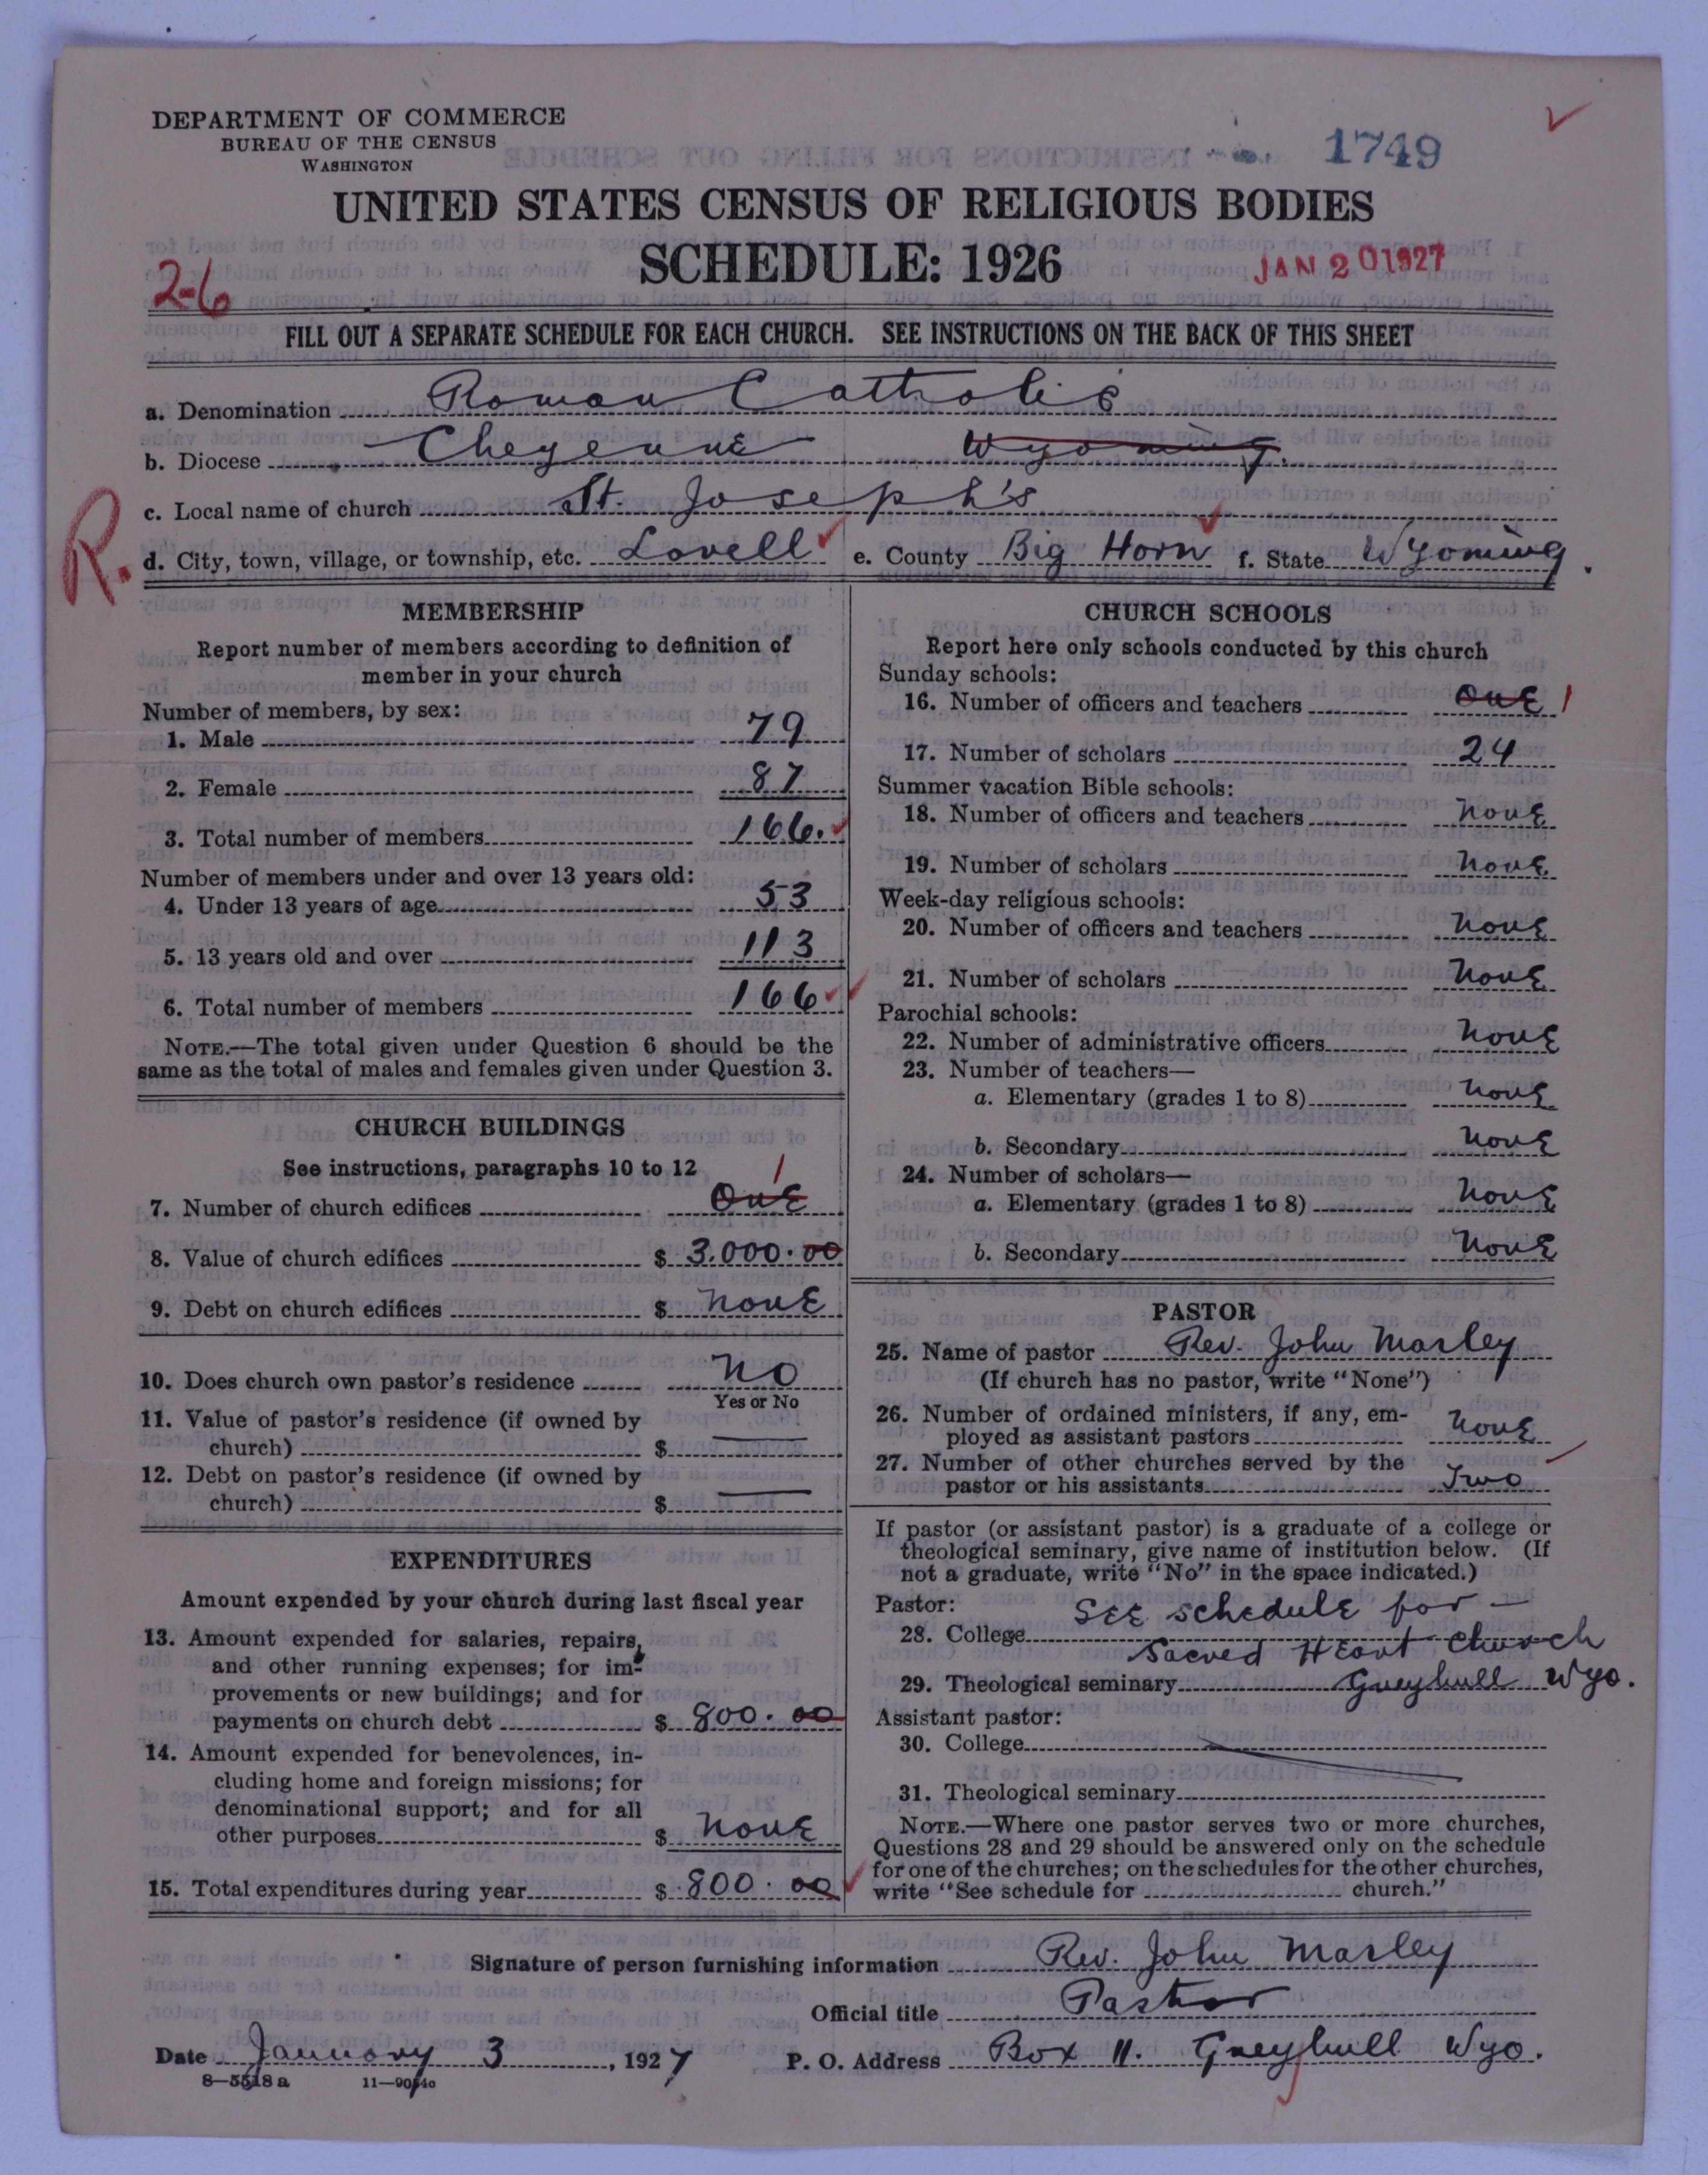 DEPARTMENT OF COMMERCE
BUREAU OF THE CENSUS
WASHINGTON
1749
UNITED STATES CENSUS OF RELIGIOUS BODIES
SCHEDULE: 1926
JAN 20 1927
2-6
FILL OUT A SEPARATE SCHEDULE FOR EACH CHURCH. SEE INSTRUCTIONS ON THE BACK OF THIS SHEET
a. Denomination Roman Catholic
b. Diocese Cheyenne Wyoming
c. Local name of church St. Joseph's
R.
d. City, town, village, or township, etc. Lovell e. County Big Horn f. State Wyoming.
MEMBERSHIP
Report number of members according to definition of
member in your church
Number of members, by sex:
1. Male 79
2. Female 87
3. Total number of members 166.
Number of members under and over 13 years old:
4. Under 13 years of age 53
5. 13 years old and over 113
6. Total number of members 166
NOTE.—The total given under Question 6 should be the
same as the total of males and females given under Question 3.
CHURCH BUILDINGS
See instructions, paragraphs 10 to 12
7. Number of church edifices One 1
8. Value of church edifices $ 3,000.00
9. Debt on church edifices $ None
10. Does church own pastor's residence No
Yes or No
11. Value of pastor's residence (if owned by
church) $ —
12. Debt on pastor's residence (if owned by
church) $ —
EXPENDITURES
Amount expended by your church during last fiscal year
13. Amount expended for salaries, repairs,
and other running expenses; for im-
provements or new buildings; and for
payments on church debt $ 800.00
14. Amount expended for benevolences, in-
cluding home and foreign missions; for
denominational support; and for all
other purposes $ None
15. Total expenditures during year $ 800.00
CHURCH SCHOOLS
Report here only schools conducted by this church
Sunday schools:
16. Number of officers and teachers One 1
17. Number of scholars 24
Summer vacation Bible schools:
18. Number of officers and teachers None
19. Number of scholars None
Week-day religious schools:
20. Number of officers and teachers None
21. Number of scholars None
Parochial schools:
22. Number of administrative officers None
23. Number of teachers—
a. Elementary (grades 1 to 8) None
b. Secondary None
24. Number of scholars—
a. Elementary (grades 1 to 8) None
b. Secondary None
PASTOR
25. Name of pastor Rev. John Marley
(If church has no pastor, write "None")
26. Number of ordained ministers, if any, em-
ployed as assistant pastors None
27. Number of other churches served by the
pastor or his assistants Two
If pastor (or assistant pastor) is a graduate of a college or
theological seminary, give name of institution below. (If
not a graduate, write "No" in the space indicated.)
Pastor: See schedule for —
28. College Sacred Heart Church
29. Theological seminary Greybull Wyo.
Assistant pastor:
30. College
31. Theological seminary
NOTE.—Where one pastor serves two or more churches,
Questions 28 and 29 should be answered only on the schedule
for one of the churches; on the schedules for the other churches,
write "See schedule for church."
Signature of person furnishing information Rev. John Marley
Official title Pastor
Date January 3, 1927 P. O. Address Box 11. Greybull Wyo.
8—5518a